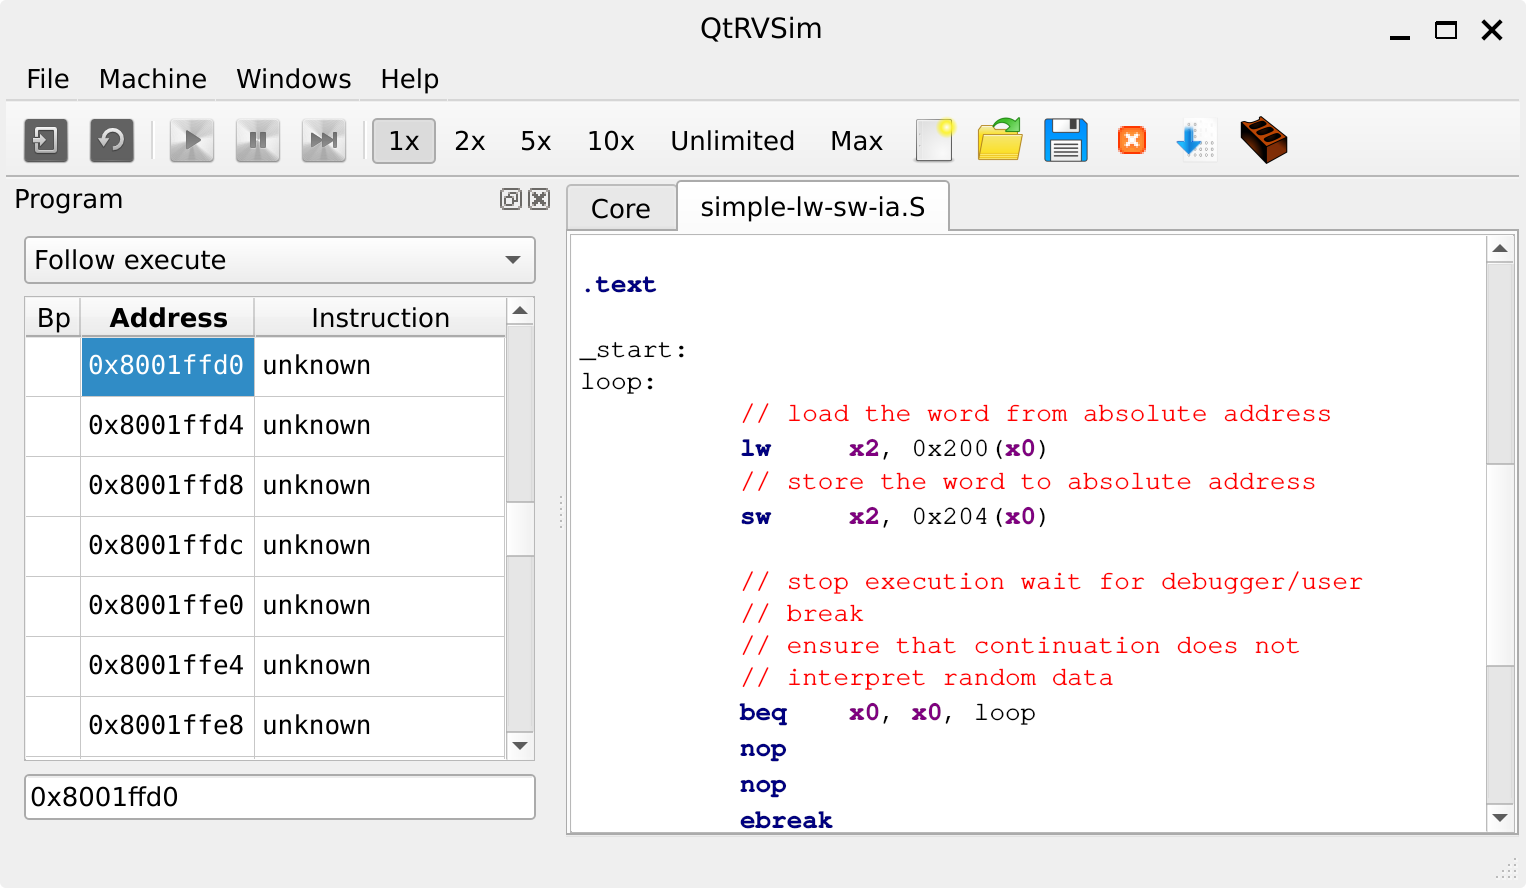 QtRVSim
File Machine Windows Help
1x 2x 5x 10x Unlimited Max
Program
Follow execute
Bp Address Instruction
0x8001ffd0 unknown
0x8001ffd4 unknown
0x8001ffd8 unknown
0x8001ffdc unknown
0x8001ffe0 unknown
0x8001ffe4 unknown
0x8001ffe8 unknown
0x8001ffd0
Core simple-lw-sw-ia.S
.text
_start:
loop:
// load the word from absolute address
lw x2, 0x200(x0)
// store the word to absolute address
sw x2, 0x204(x0)
// stop execution wait for debugger/user
// break
// ensure that continuation does not
// interpret random data
beq x0, x0, loop
nop
nop
ebreak